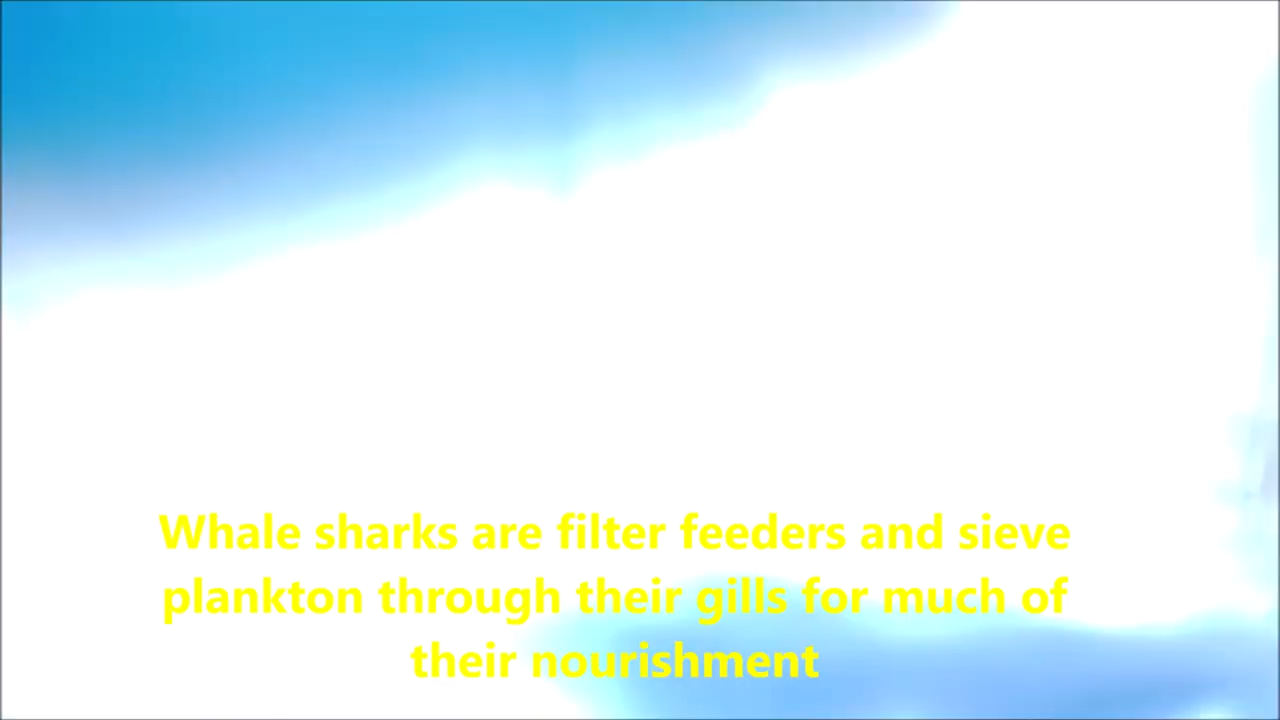 Whale sharks are filter feeders and sieve
plankton through their gills for much of
their nourishment